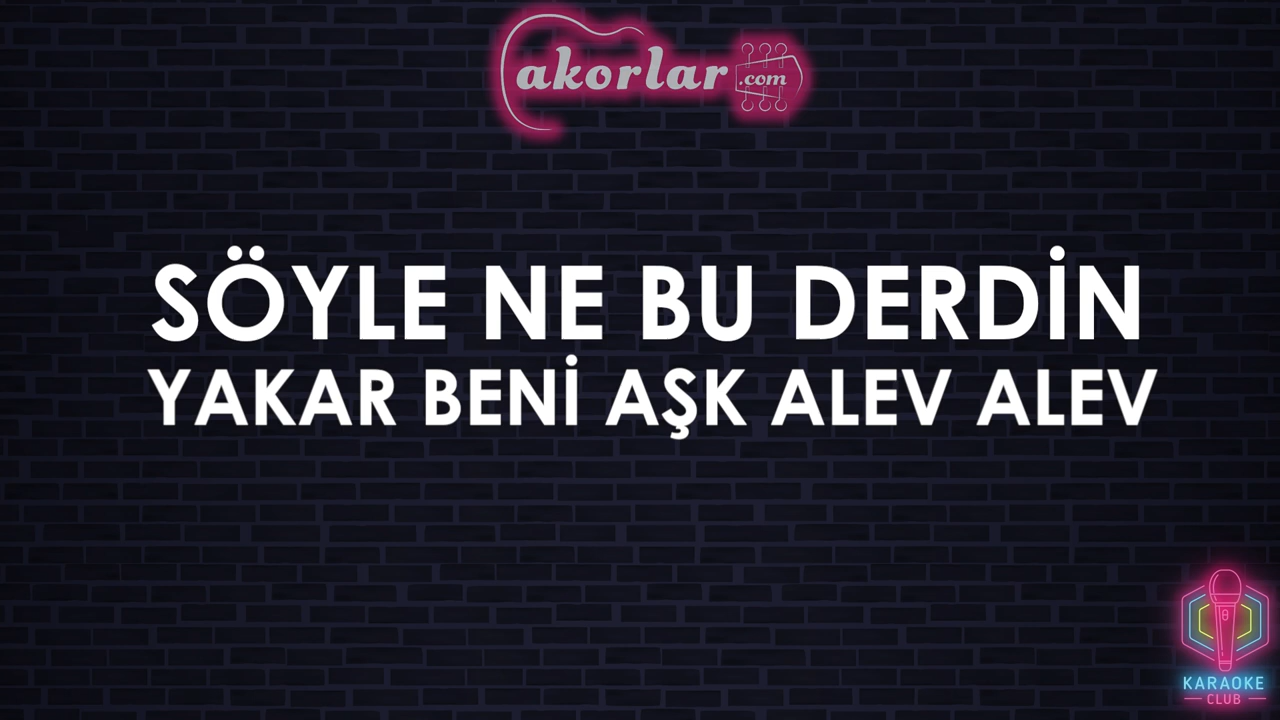 akorlar.com
SÖYLE NE BU DERDİN
YAKAR BENİ AŞK ALEV ALEV
KARAOKE
CLUB